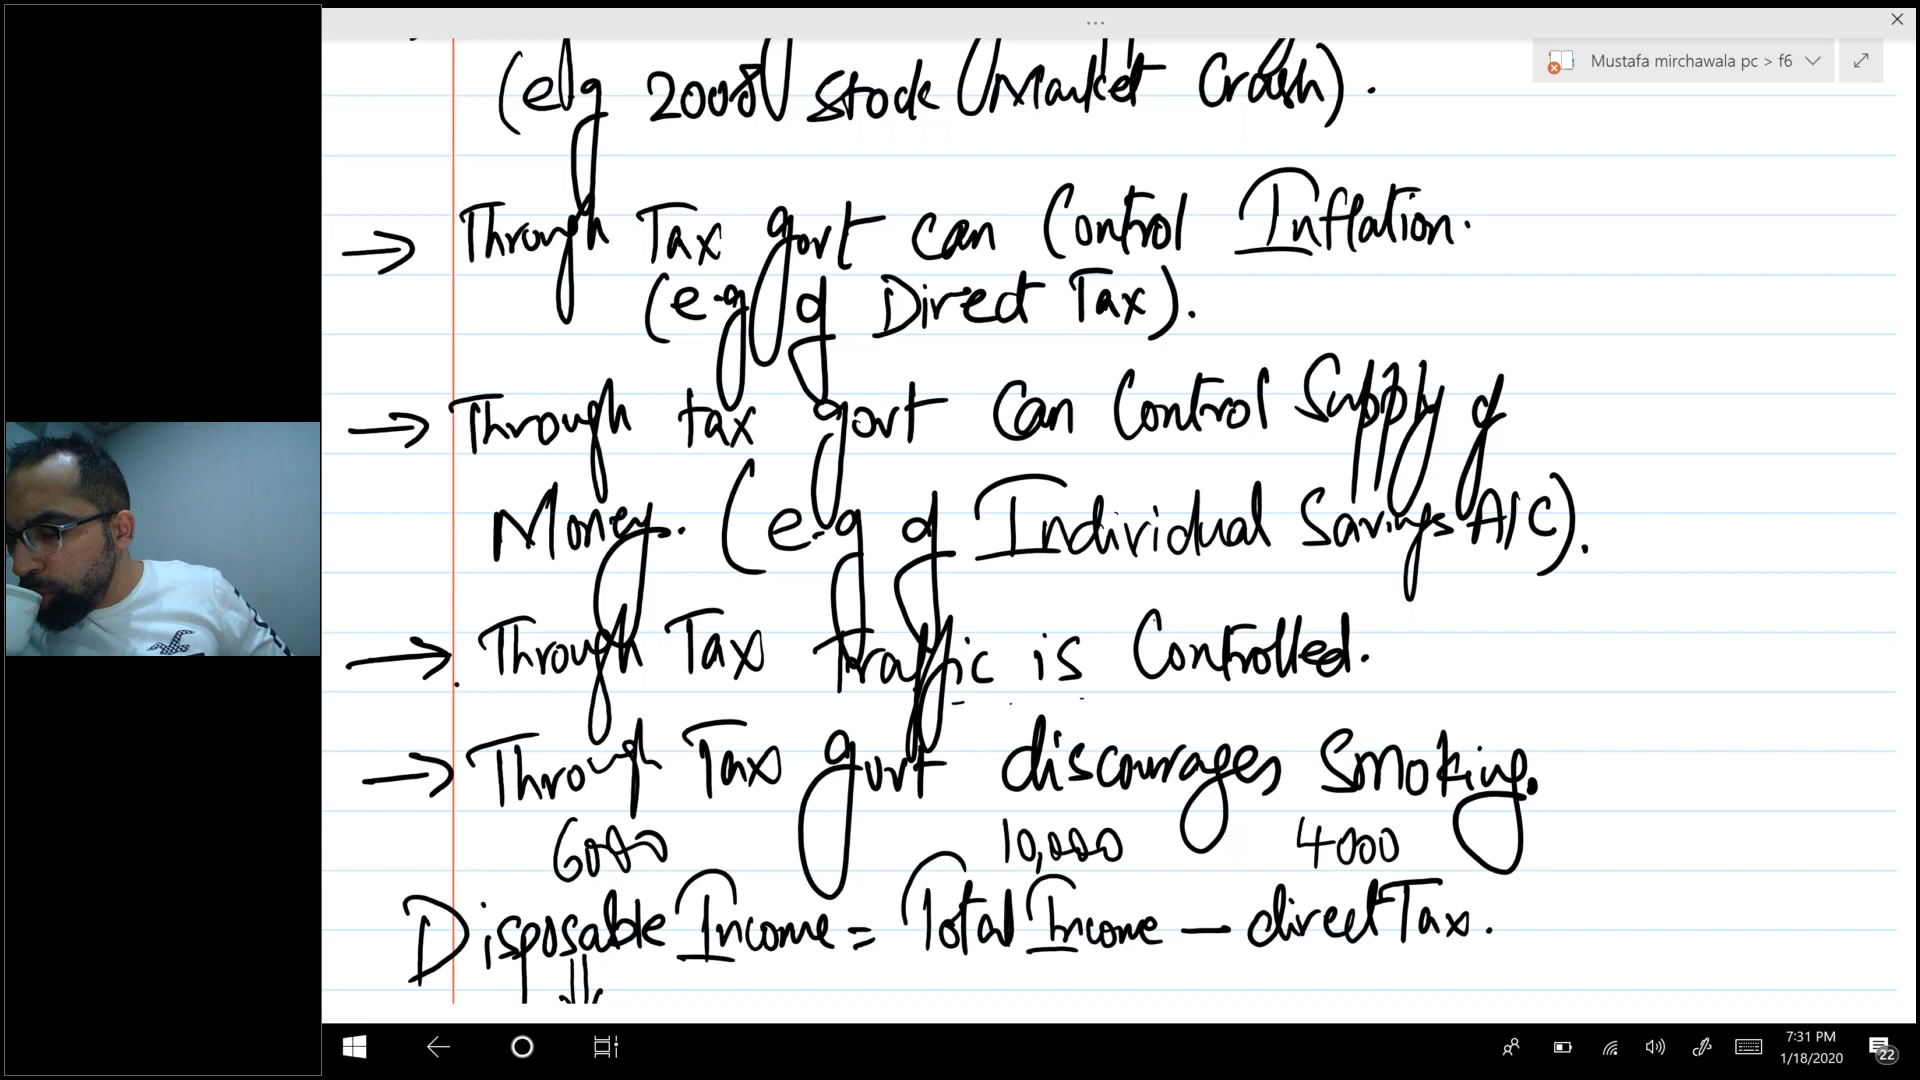 Mustafa mirchawala pc > f6
(e.g 2008 Stock Market Crash).
→ Through Tax govt can Control Inflation.
(e.g of Direct Tax).
→ Through tax govt Can Control Supply of
Money. (e.g of Individual Savings A/C).
→ Through Tax traffic is Controlled.
→ Through Tax govt discourages Smoking.
6000 10,000 4000
Disposable Income = Total Income — direct Tax.
7:31 PM
1/18/2020
22